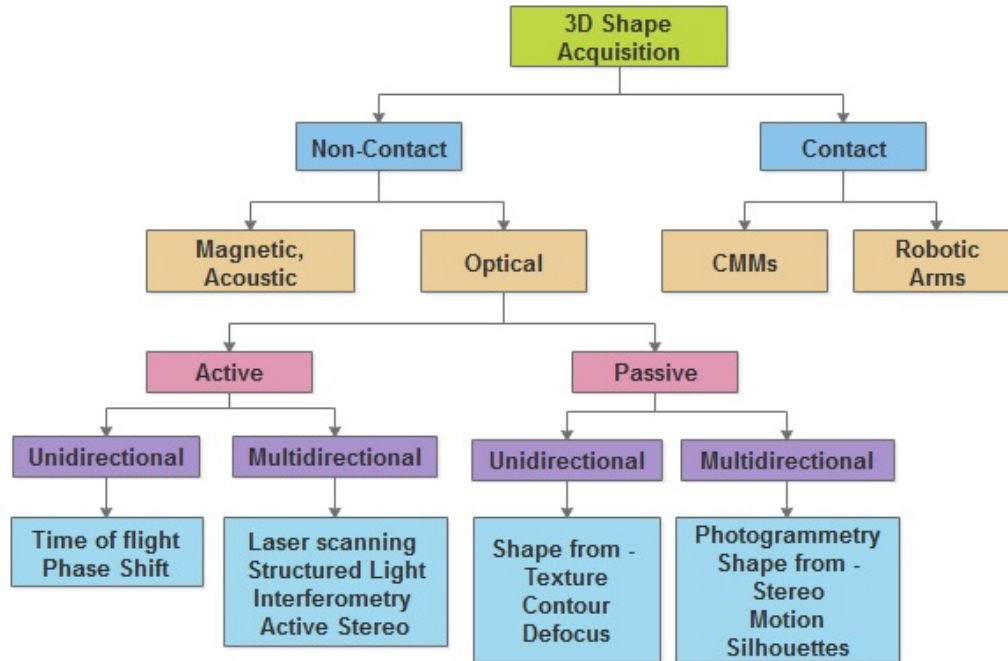 3D Shape
Acquisition
Non-Contact
Contact
Magnetic,
Acoustic
Optical
CMMs
Robotic
Arms
Active
Passive
Unidirectional
Multidirectional
Unidirectional
Multidirectional
Time of flight
Phase Shift
Laser scanning
Structured Light
Interferometry
Active Stereo
Shape from -
Texture
Contour
Defocus
Photogrammetry
Shape from -
Stereo
Motion
Silhouettes